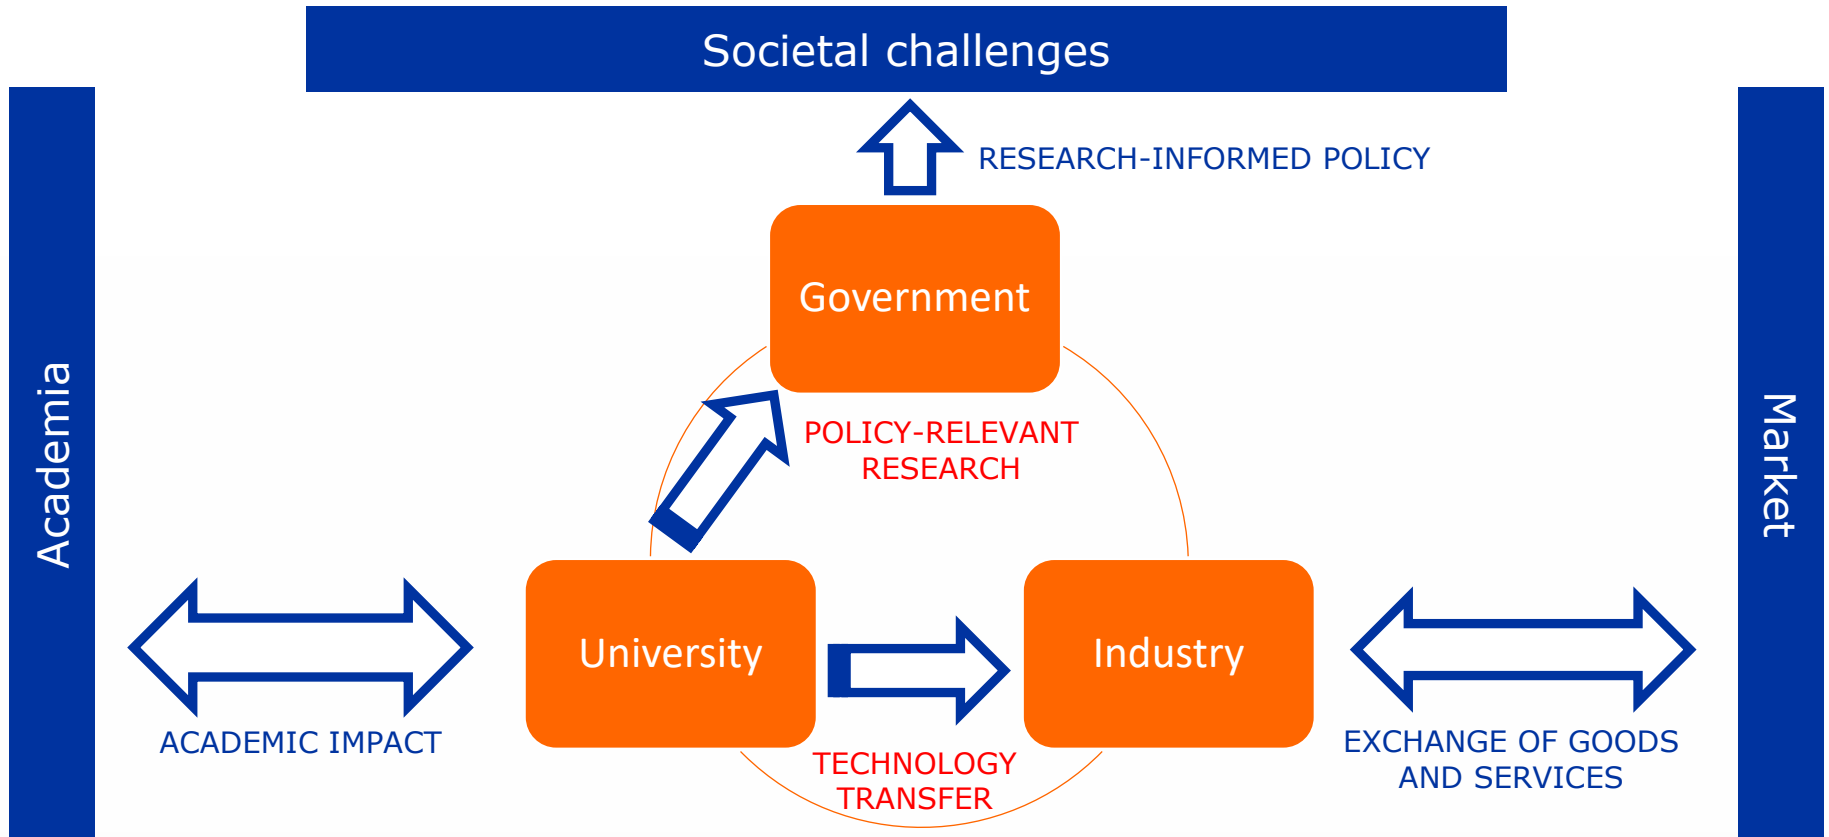 Societal challenges
RESEARCH-INFORMED POLICY
Government
Academia
Market
POLICY-RELEVANT
RESEARCH
University
Industry
ACADEMIC IMPACT
TECHNOLOGY
TRANSFER
EXCHANGE OF GOODS
AND SERVICES